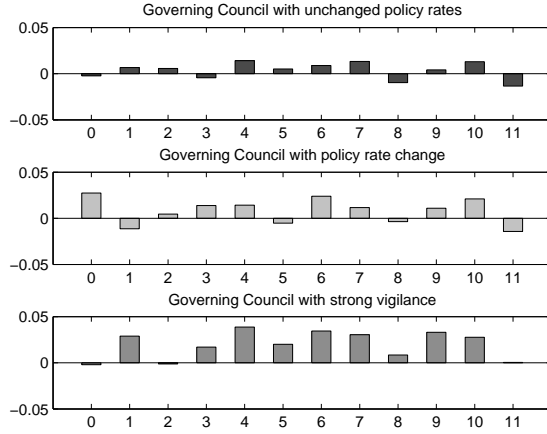 Governing Council with unchanged policy rates
0.05
0
−0.05
0 1 2 3 4 5 6 7 8 9 10 11
Governing Council with policy rate change
0.05
0
−0.05
0 1 2 3 4 5 6 7 8 9 10 11
Governing Council with strong vigilance
0.05
0
−0.05
0 1 2 3 4 5 6 7 8 9 10 11